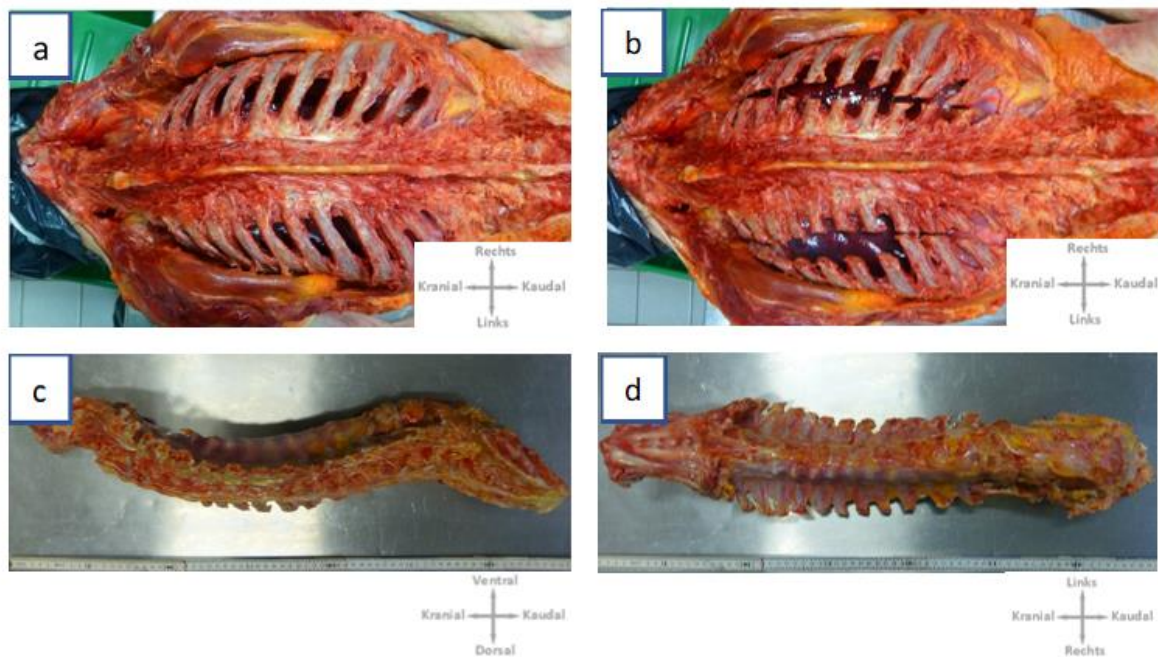 a
b
Rechts
Kranial
Kaudal
Links
Rechts
Kranial
Kaudal
Links
c
d
Ventral
Kranial
Kaudal
Dorsal
Links
Kranial
Kaudal
Rechts